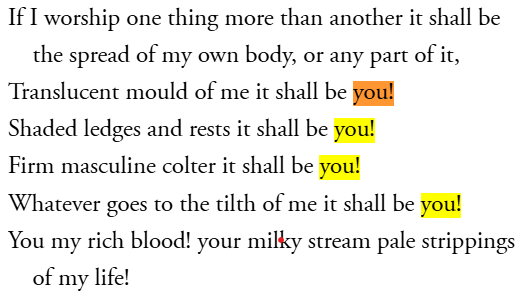 If I worship one thing more than another it shall be
the spread of my own body, or any part of it,
Translucent mould of me it shall be you!
Shaded ledges and rests it shall be you!
Firm masculine colter it shall be you!
Whatever goes to the tilth of me it shall be you!
You my rich blood! your milky stream pale strippings
of my life!